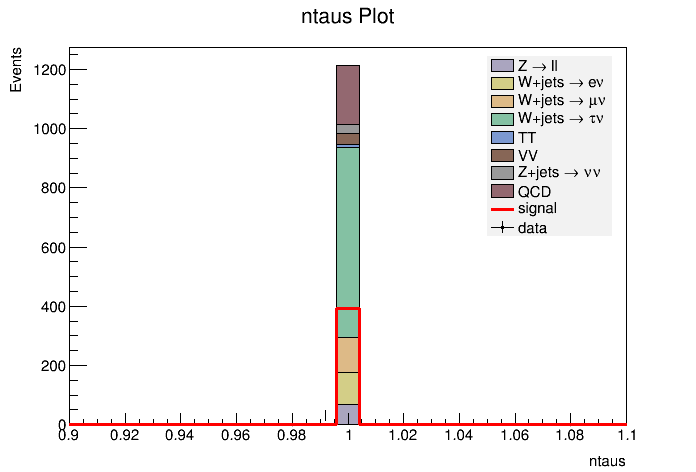 ntaus Plot
Events
1200
1000
800
600
400
200
0
0.9 0.92 0.94 0.96 0.98 1 1.02 1.04 1.06 1.08 1.1
ntaus
Z → ll
W+jets → eν
W+jets → μν
W+jets → τν
TT
VV
Z+jets → νν
QCD
signal
data